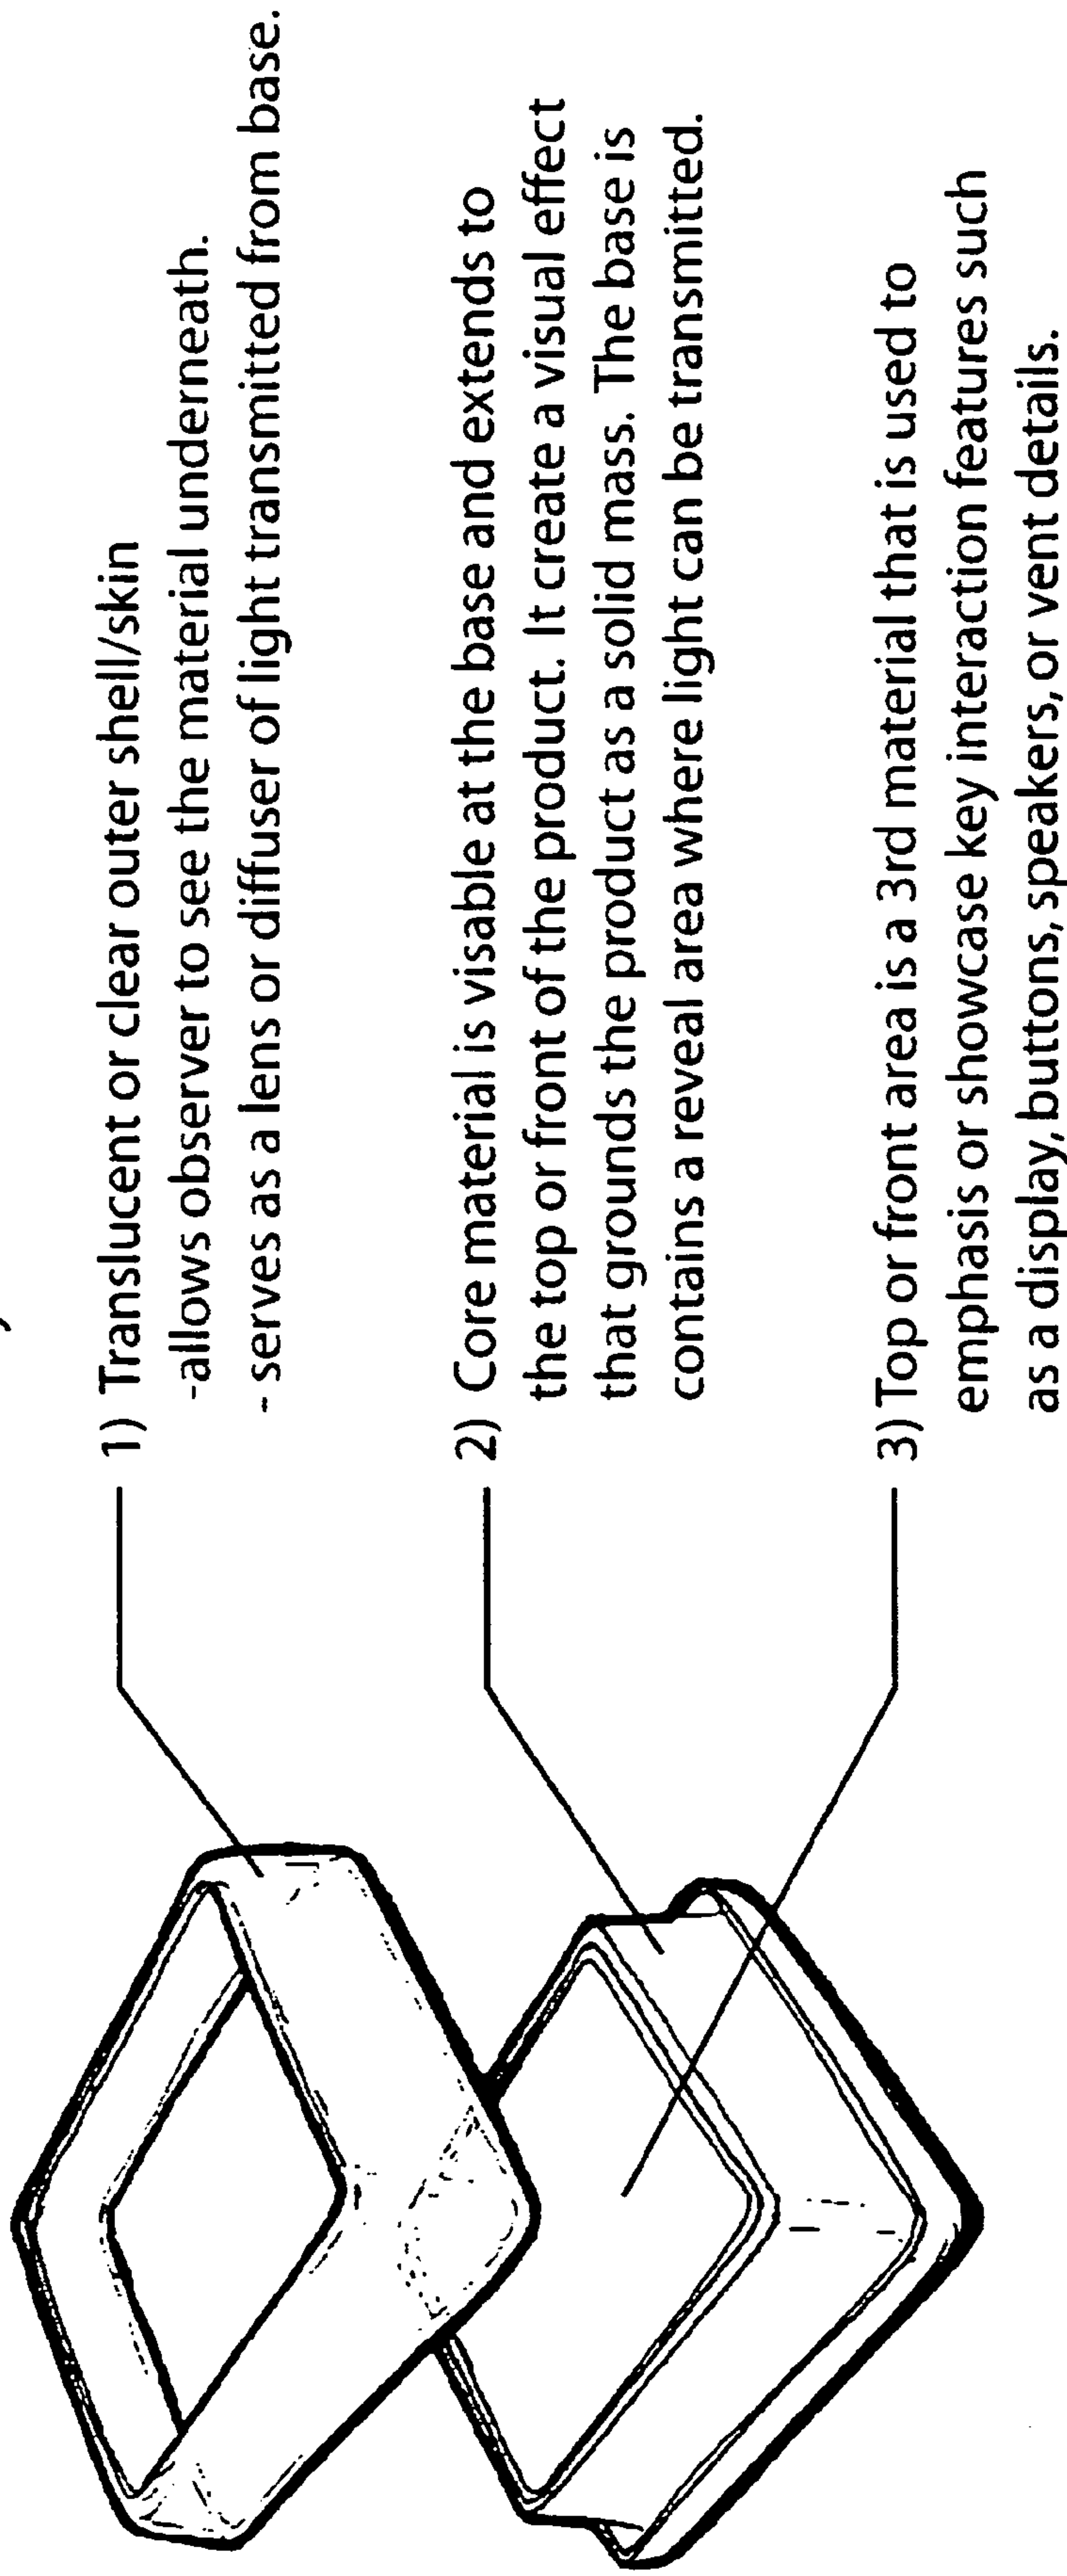 1) Translucent or clear outer shell/skin
-allows observer to see the material underneath.
- serves as a lens or diffuser of light transmitted from base.
2) Core material is visable at the base and extends to
the top or front of the product. It create a visual effect
that grounds the product as a solid mass. The base is
contains a reveal area where light can be transmitted.
3) Top or front area is a 3rd material that is used to
emphasis or showcase key interaction features such
as a display, buttons, speakers, or vent details.